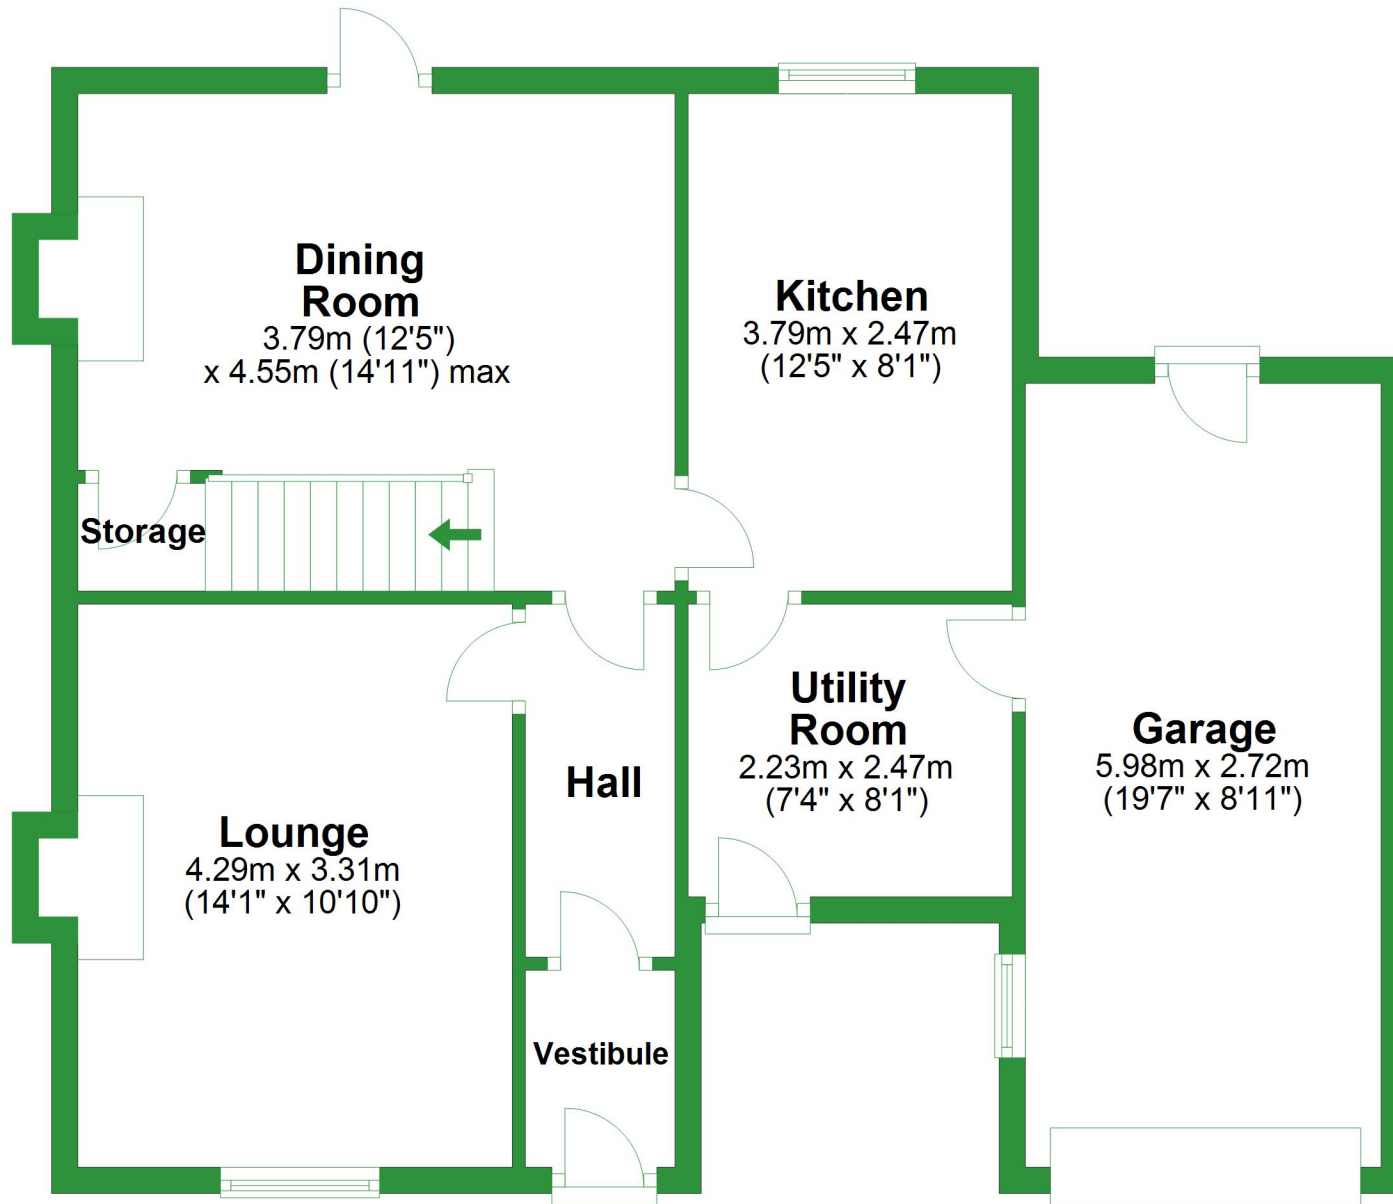 Dining
Room
3.79m (12'5")
x 4.55m (14'11") max
Kitchen
3.79m x 2.47m
(12'5" x 8'1")
Storage
Utility
Room
2.23m x 2.47m
(7'4" x 8'1")
Garage
5.98m x 2.72m
(19'7" x 8'11")
Hall
Lounge
4.29m x 3.31m
(14'1" x 10'10")
Vestibule